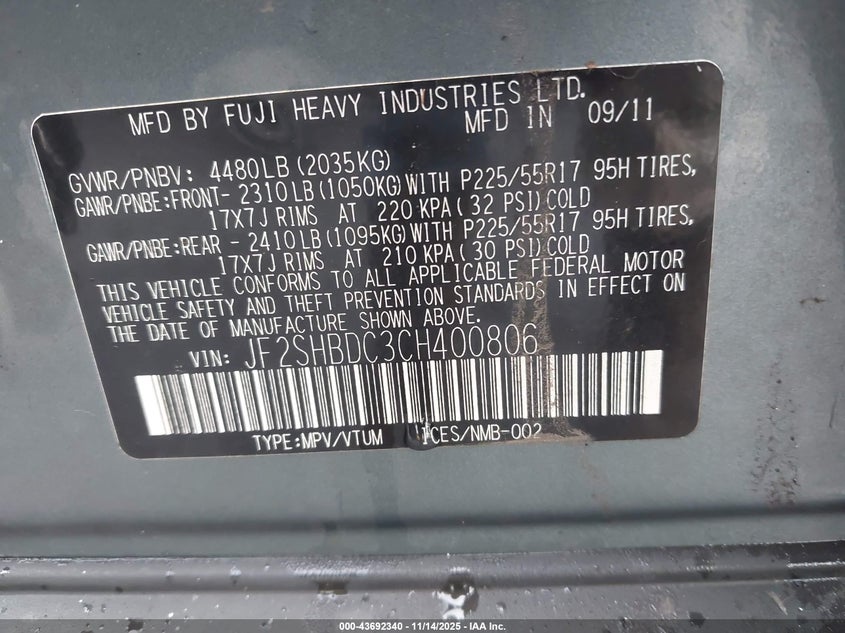 MFD BY FUJI HEAVY INDUSTRIES LTD.
MFD IN 09/11
GVWR/PNBV: 4480LB (2035KG)
GAWR/PNBE:FRONT- 2310LB(1050KG)WITH P225/55R17 95H TIRES,
17X7J RIMS AT 220 KPA( 32 PSI)COLD
GAWR/PNBE:REAR - 2410LB(1095KG)WITH P225/55R17 95H TIRES,
17X7J RIMS AT 210 KPA( 30 PSI)COLD
THIS VEHICLE CONFORMS TO ALL APPLICABLE FEDERAL MOTOR
VEHICLE SAFETY AND THEFT PREVENTION STANDARDS IN EFFECT ON
THE DATE OF MANUFACTURE SHOWN ABOVE.
VIN: JF2SHBDC3CH400806
TYPE:MPV/VTUM ICES/NMB-002
000-43692340 - 11/14/2025 - IAA Inc.